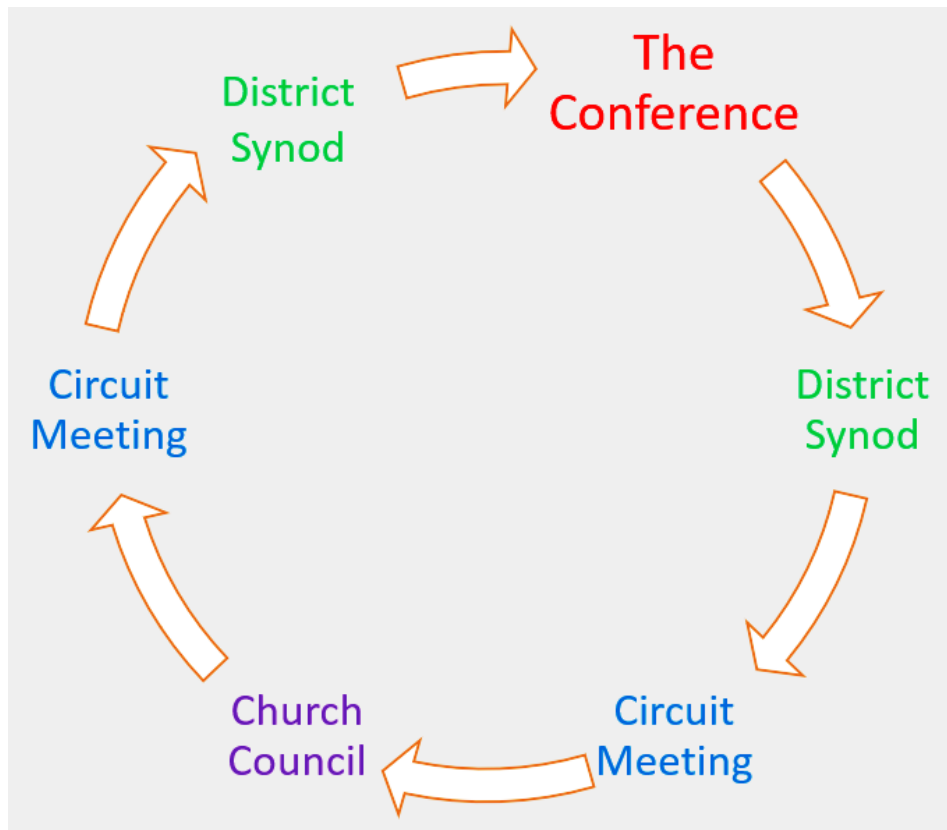 District
Synod
The
Conference
District
Synod
Circuit
Meeting
Church
Council
Circuit
Meeting